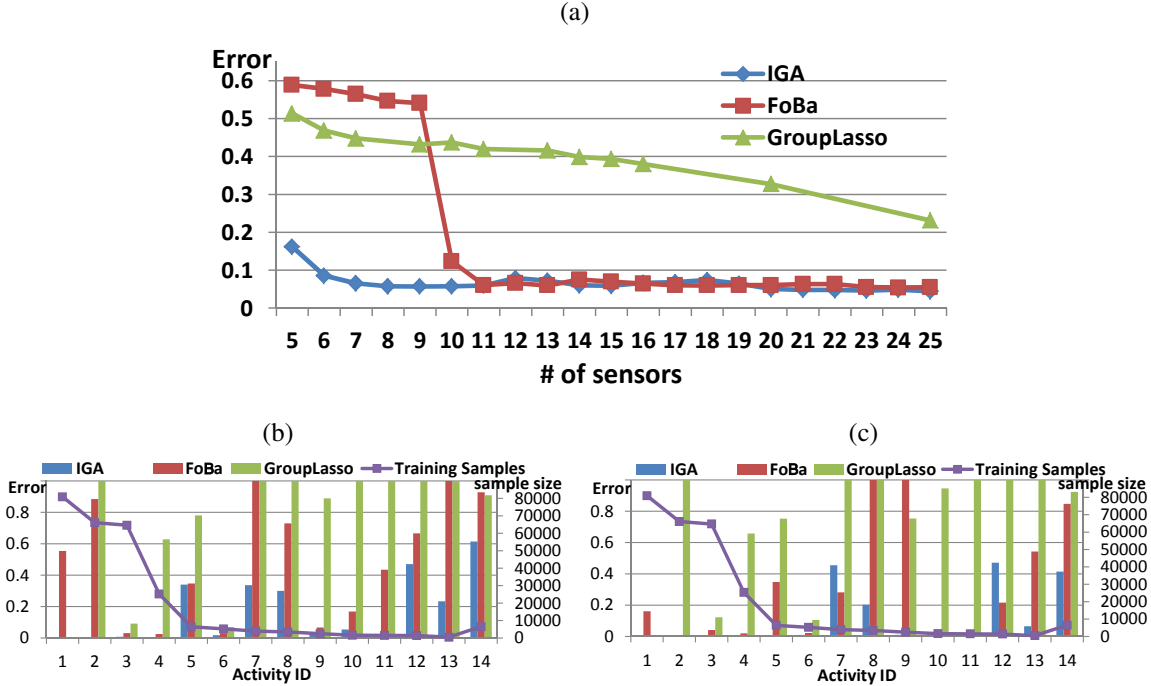 (a)
Error
0.6
0.5
0.4
0.3
0.2
0.1
0
IGA
FoBa
GroupLasso
5 6 7 8 9 10 11 12 13 14 15 16 17 18 19 20 21 22 23 24 25
# of sensors
(b)
IGA FoBa GroupLasso Training Samples
Error sample size
0.8
0.6
0.4
0.2
0
80000
70000
60000
50000
40000
30000
20000
10000
0
1 2 3 4 5 6 7 8 9 10 11 12 13 14
Activity ID
(c)
IGA FoBa GroupLasso Training Samples
Error sample size
0.8
0.6
0.4
0.2
0
80000
70000
60000
50000
40000
30000
20000
10000
0
1 2 3 4 5 6 7 8 9 10 11 12 13 14
Activity ID